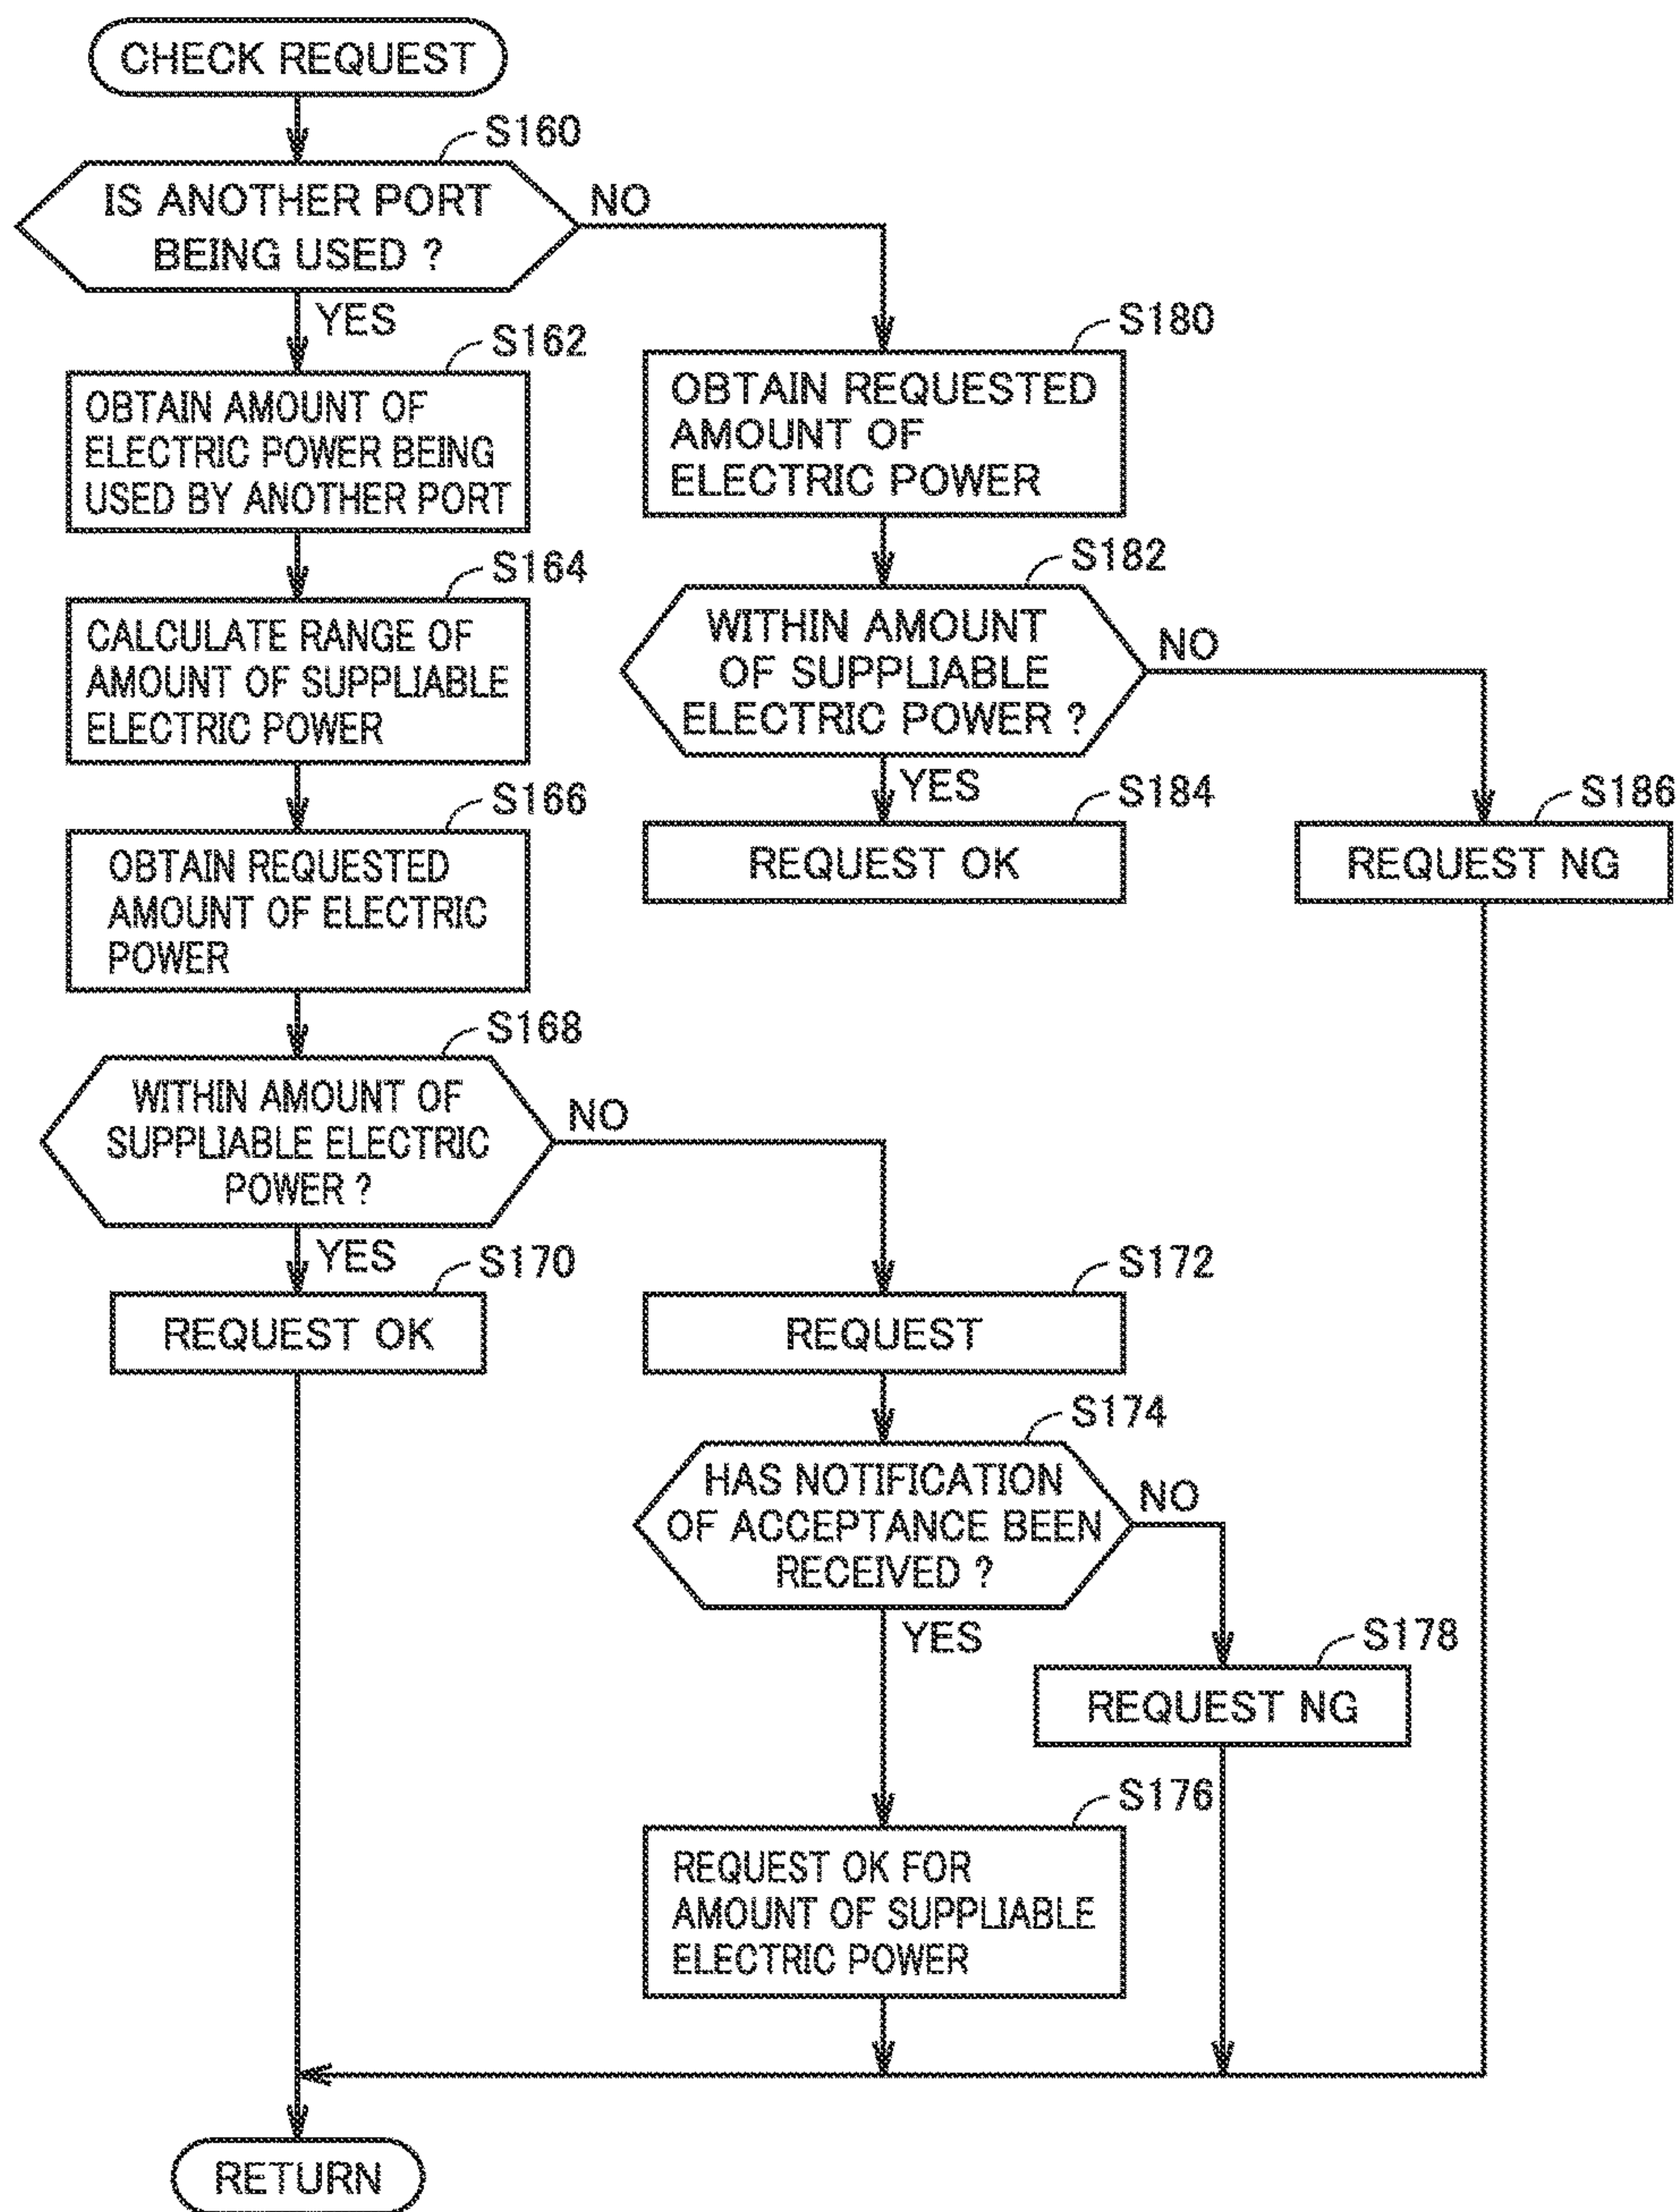 CHECK REQUEST
S160
IS ANOTHER PORT
BEING USED ?
NO
YES
S162
OBTAIN AMOUNT OF
ELECTRIC POWER BEING
USED BY ANOTHER PORT
S164
CALCULATE RANGE OF
AMOUNT OF SUPPLIABLE
ELECTRIC POWER
S166
OBTAIN REQUESTED
AMOUNT OF ELECTRIC
POWER
S168
WITHIN AMOUNT OF
SUPPLIABLE ELECTRIC
POWER ?
NO
YES
S170
REQUEST OK
S172
REQUEST
S174
HAS NOTIFICATION
OF ACCEPTANCE BEEN
RECEIVED ?
NO
YES
S178
REQUEST NG
S176
REQUEST OK FOR
AMOUNT OF SUPPLIABLE
ELECTRIC POWER
S180
OBTAIN REQUESTED
AMOUNT OF
ELECTRIC POWER
S182
WITHIN AMOUNT
OF SUPPLIABLE
ELECTRIC POWER ?
NO
YES
S184
REQUEST OK
S186
REQUEST NG
RETURN